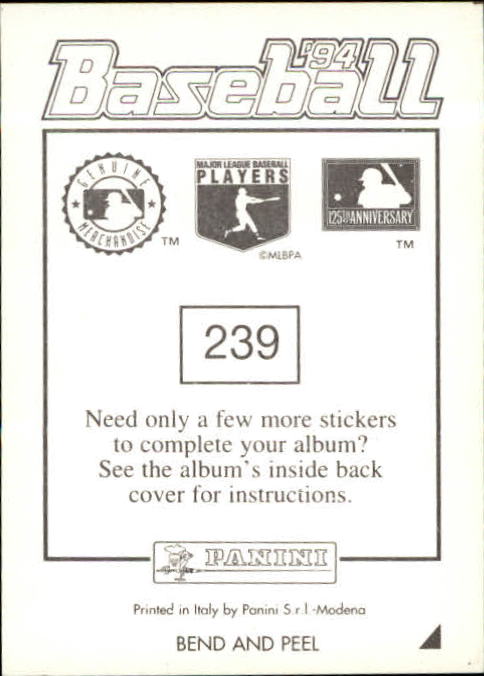 Baseball '94
GENUINE MERCHANDISE
TM
MAJOR LEAGUE BASEBALL
PLAYERS
©MLBPA
125TH ANNIVERSARY
TM
239
Need only a few more stickers
to complete your album?
See the album's inside back
cover for instructions.
PANINI
Printed in Italy by Panini S.r.l.-Modena
BEND AND PEEL